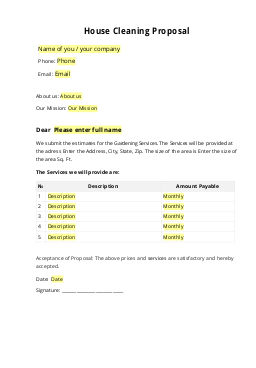 House Cleaning Proposal
Name of you / your company
Phone: Phone
Email: Email
About us: About us
Our Mission: Our Mission
Dear Please enter full name
We submit the estimates for the Gardening Services. The Services will be provided at
the adress Enter the Address, City, State, Zip. The size of the area is Enter the size of
the area Sq. Ft.
The Services we will provide are:
№ Description Amount Payable
1 Description Monthly
2 Description Monthly
3 Description Monthly
4 Description Monthly
5 Description Monthly
Acceptance of Proposal: The above prices and services are satisfactory and hereby
accepted.
Date: Date
Signature: ____________________